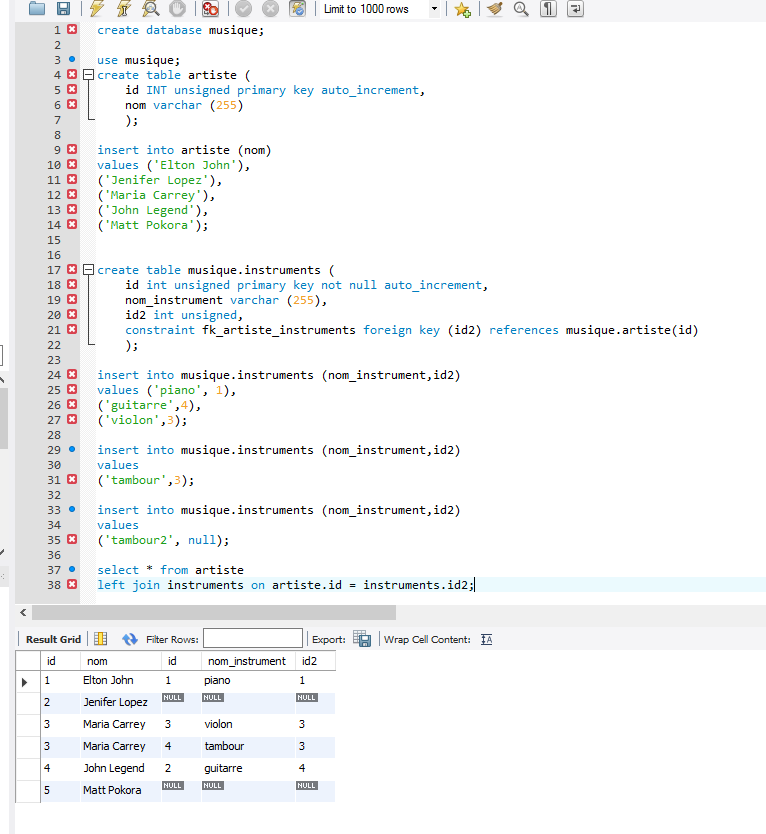 Limit to 1000 rows
1 create database musique;
2
3 use musique;
4 create table artiste (
5 id INT unsigned primary key auto_increment,
6 nom varchar (255)
7 );
8
9 insert into artiste (nom)
10 values ('Elton John'),
11 ('Jenifer Lopez'),
12 ('Maria Carrey'),
13 ('John Legend'),
14 ('Matt Pokora');
15
16
17 create table musique.instruments (
18 id int unsigned primary key not null auto_increment,
19 nom_instrument varchar (255),
20 id2 int unsigned,
21 constraint fk_artiste_instruments foreign key (id2) references musique.artiste(id)
22 );
23
24 insert into musique.instruments (nom_instrument,id2)
25 values ('piano', 1),
26 ('guitarre',4),
27 ('violon',3);
28
29 insert into musique.instruments (nom_instrument,id2)
30 values
31 ('tambour',3);
32
33 insert into musique.instruments (nom_instrument,id2)
34 values
35 ('tambour2', null);
36
37 select * from artiste
38 left join instruments on artiste.id = instruments.id2;
Result Grid Filter Rows: Export: Wrap Cell Content:
id nom id nom_instrument id2
1 Elton John 1 piano 1
2 Jenifer Lopez NULL NULL NULL
3 Maria Carrey 3 violon 3
3 Maria Carrey 4 tambour 3
4 John Legend 2 guitarre 4
5 Matt Pokora NULL NULL NULL